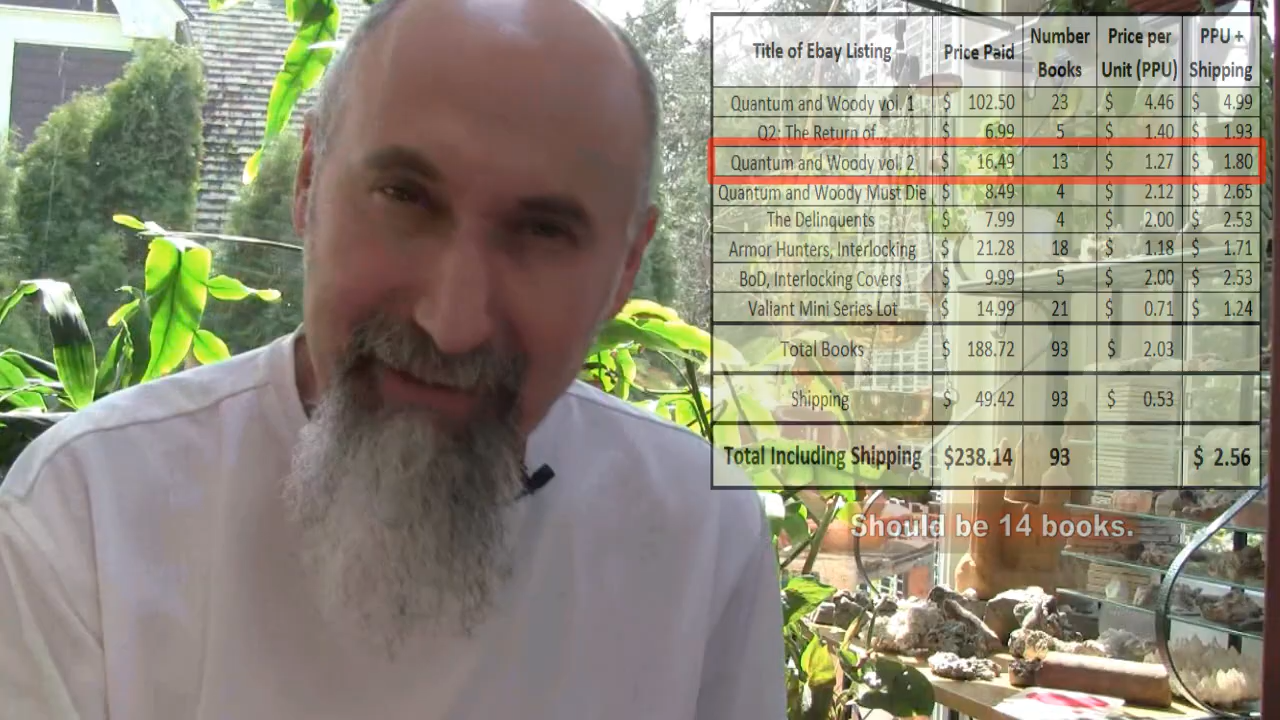 Title of Ebay Listing Price Paid Number Books Price per Unit (PPU) PPU + Shipping
Quantum and Woody vol. 1 $ 102.50 23 $ 4.46 $ 4.99
Q2: The Return of... $ 6.99 5 $ 1.40 $ 1.93
Quantum and Woody vol. 2 $ 16.49 13 $ 1.27 $ 1.80
Quantum and Woody Must Die $ 8.49 4 $ 2.12 $ 2.65
The Delinquents $ 7.99 4 $ 2.00 $ 2.53
Armor Hunters, Interlocking $ 21.28 18 $ 1.18 $ 1.71
BoD, Interlocking Covers $ 9.99 5 $ 2.00 $ 2.53
Valiant Mini Series Lot $ 14.99 21 $ 0.71 $ 1.24
Total Books $ 188.72 93 $ 2.03
Shipping $ 49.42 93 $ 0.53
Total Including Shipping $238.14 93 $ 2.56
Should be 14 books.